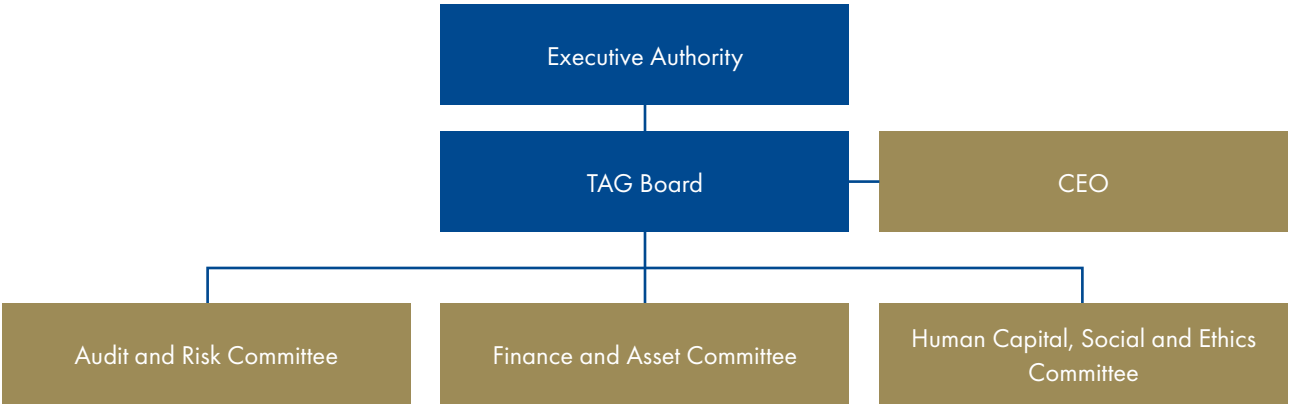 Executive Authority
TAG Board
CEO
Audit and Risk Committee
Finance and Asset Committee
Human Capital, Social and Ethics
Committee